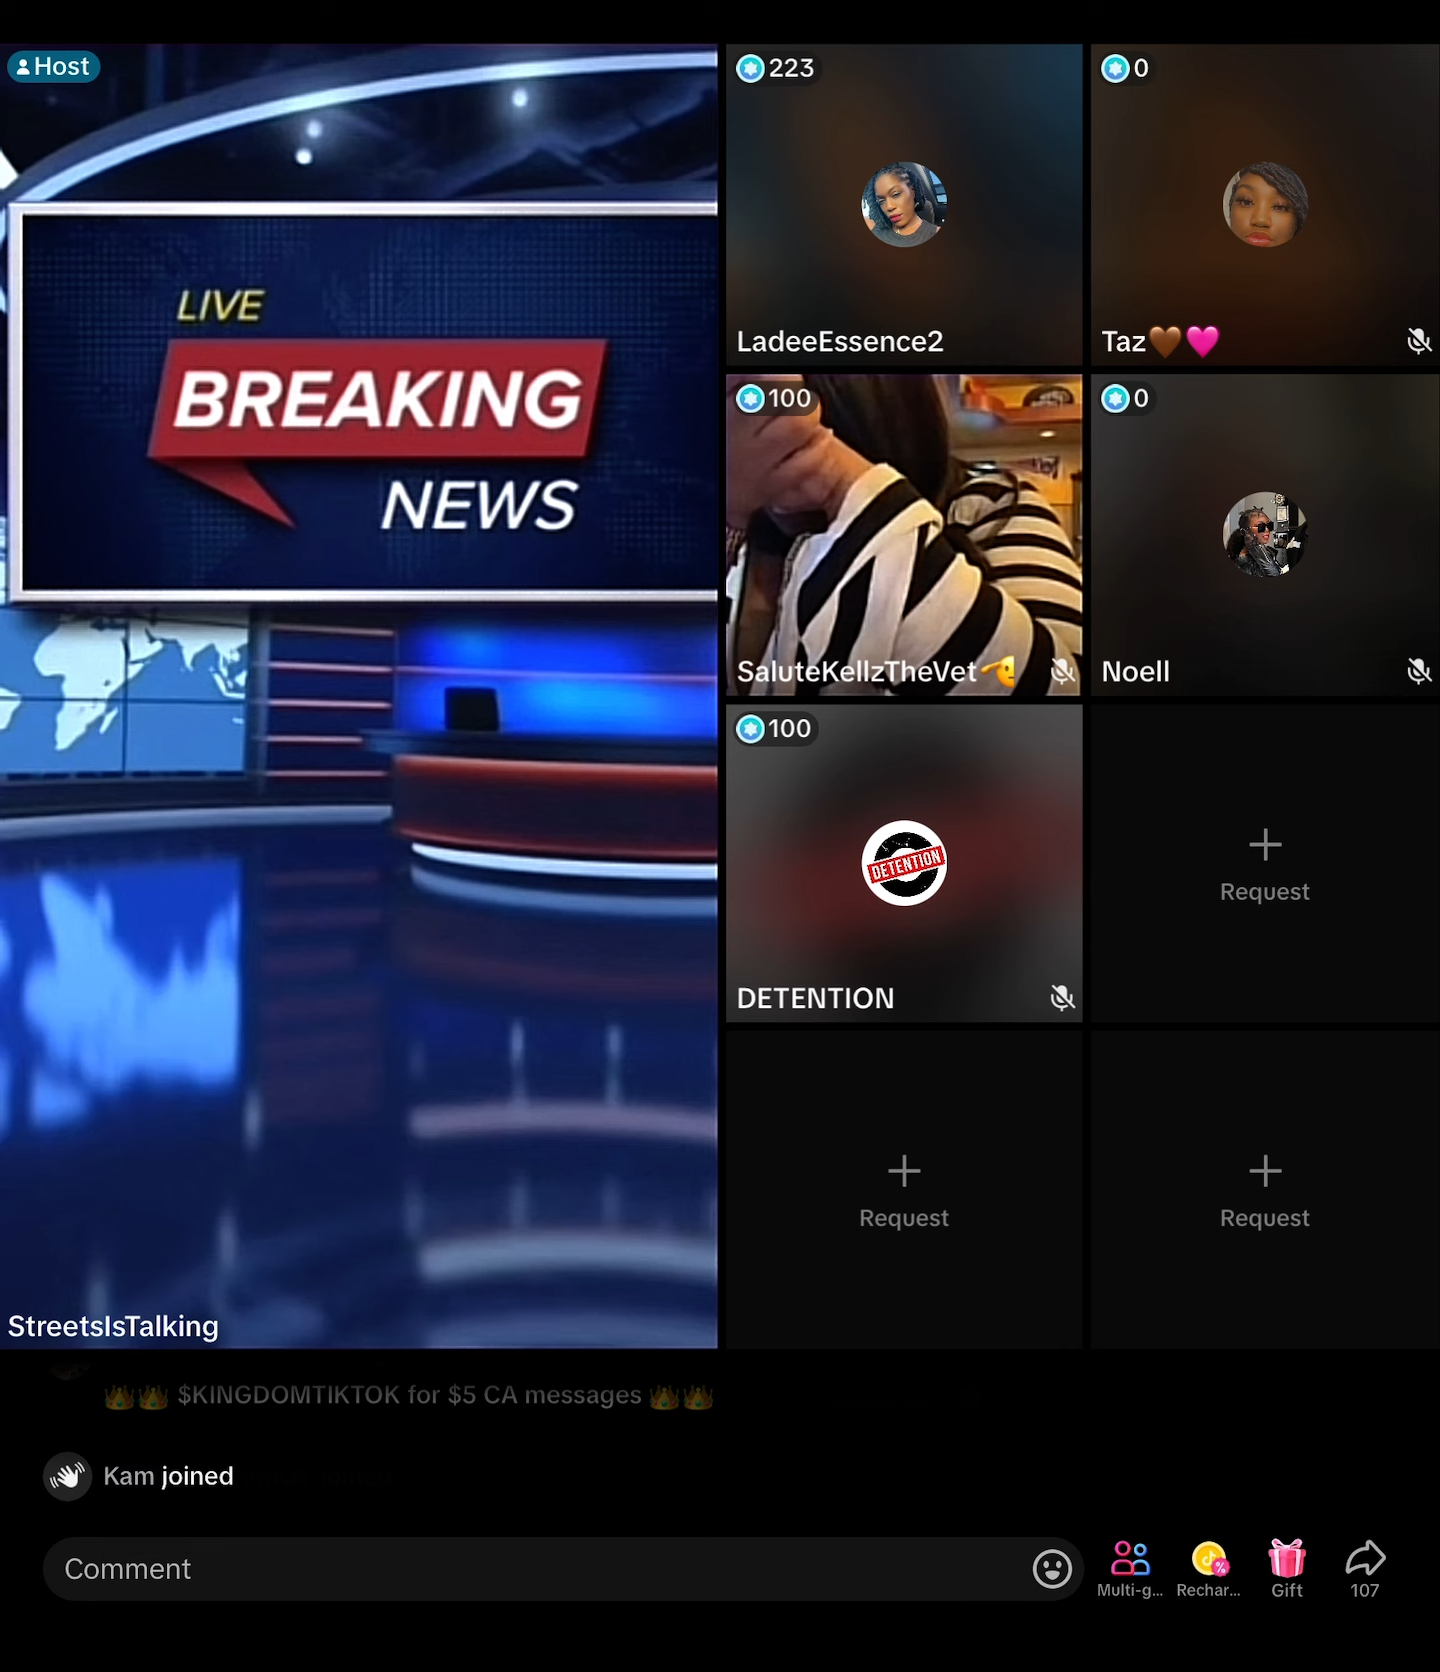 Host
LIVE
BREAKING
NEWS
StreetsIsTalking
223
LadeeEssence2
0
Taz🤎🩷
100
SaluteKellzTheVet🫡
0
Noell
100
DETENTION
DETENTION
Request
Request
Request
👑👑 $KINGDOMTIKTOK for $5 CA messages 👑👑
Kam joined
Comment
Multi-g...
Rechar...
Gift
107